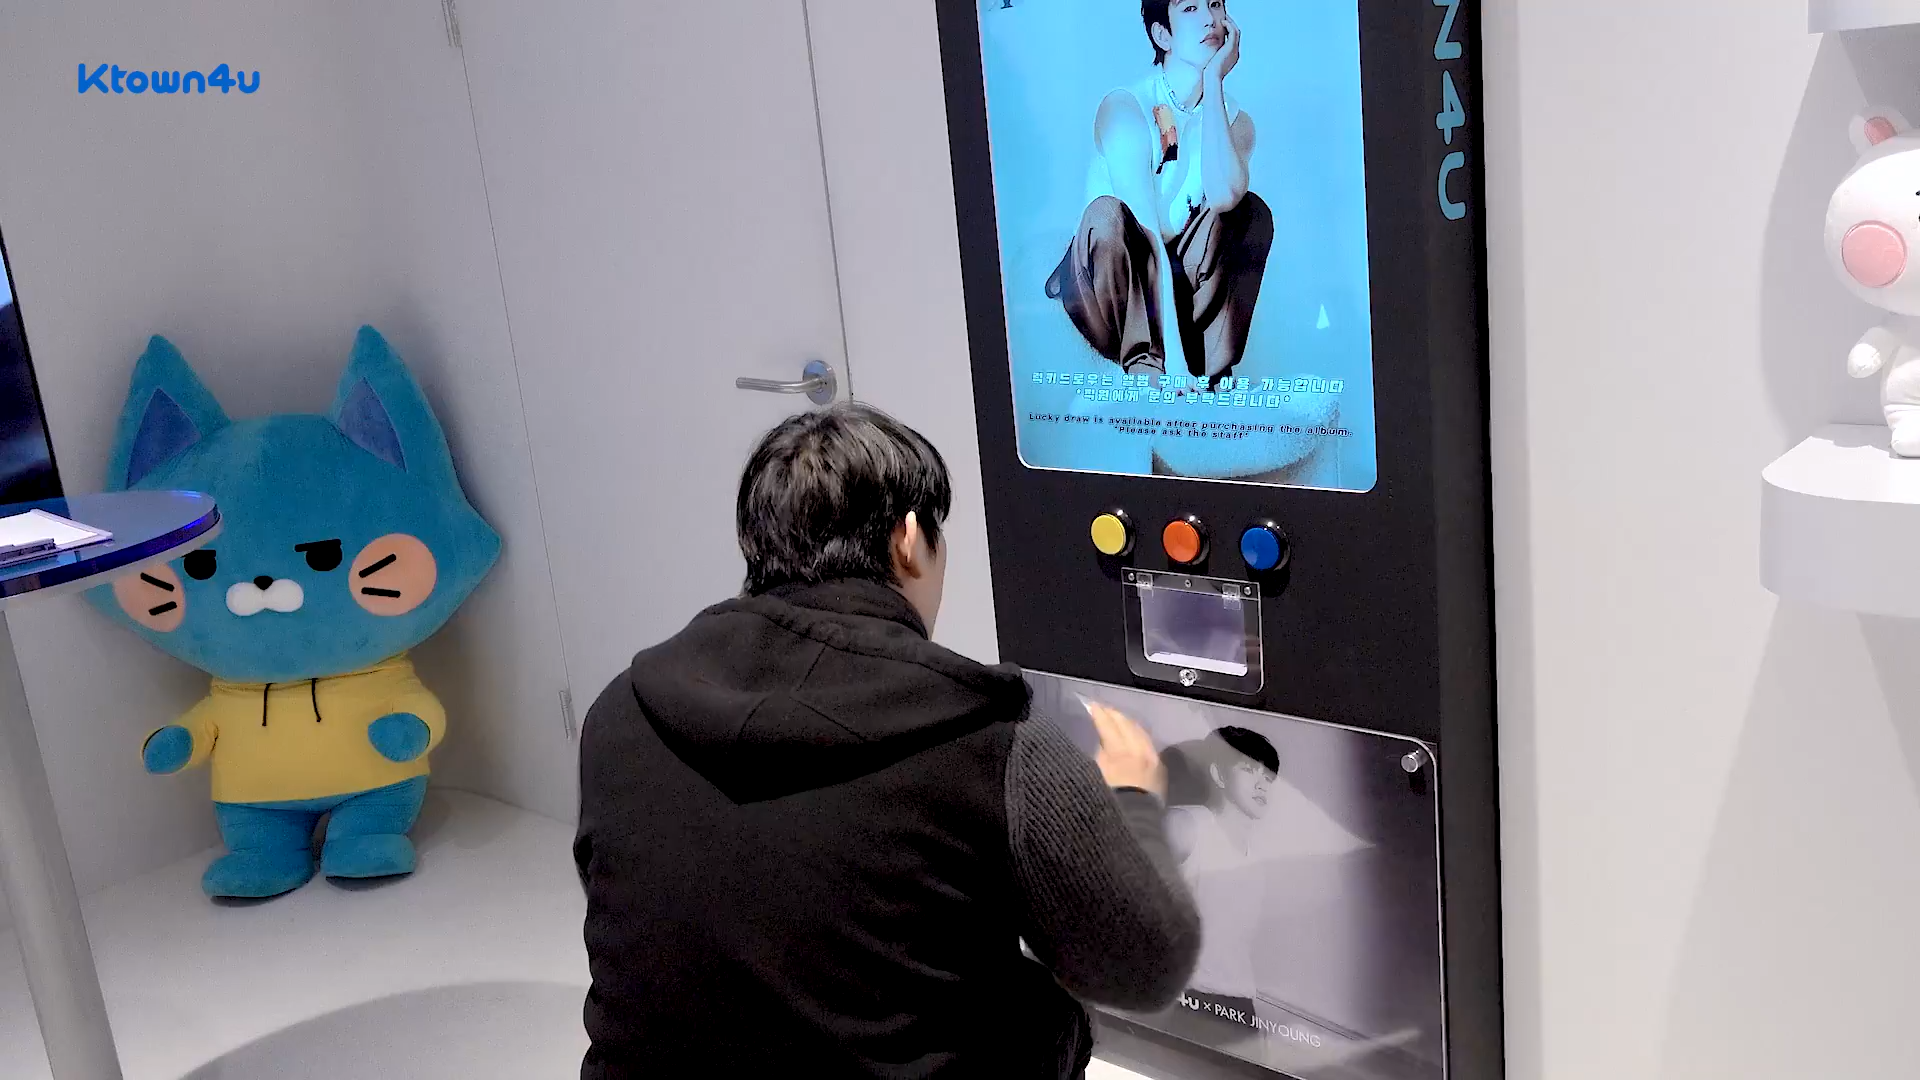 Ktown4u
N4U
럭키드로우는 앨범 구매 후 이용 가능합니다
*직원에게 문의 부탁드립니다*
Lucky draw is available after purchasing the album.
*Please ask the staff*
4u × PARK JINYOUNG